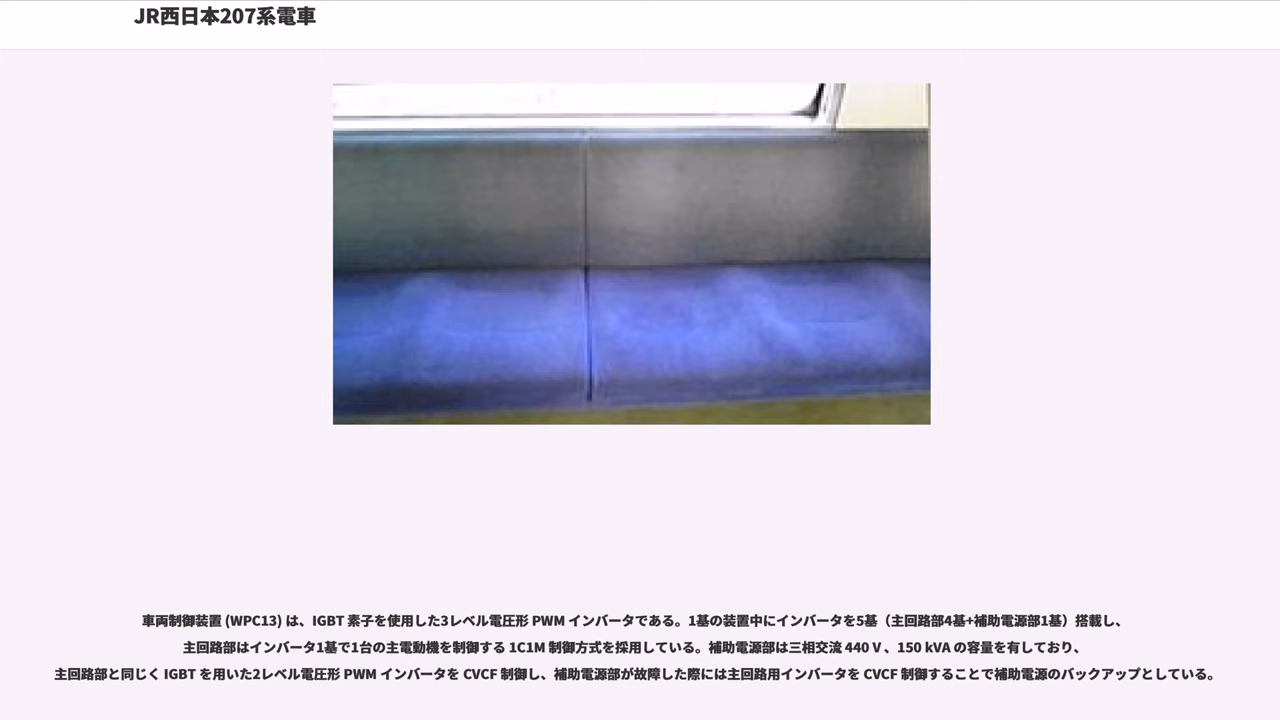 JR西日本207系電車
車両制御装置 (WPC13) は、IGBT 素子を使用した3レベル電圧形 PWM インバータである。1基の装置中にインバータを5基（主回路部4基+補助電源部1基）搭載し、
主回路部はインバータ1基で1台の主電動機を制御する 1C1M 制御方式を採用している。補助電源部は三相交流 440 V 、150 kVA の容量を有しており、
主回路部と同じく IGBT を用いた2レベル電圧形 PWM インバータを CVCF 制御し、補助電源部が故障した際には主回路用インバータを CVCF 制御することで補助電源のバックアップとしている。